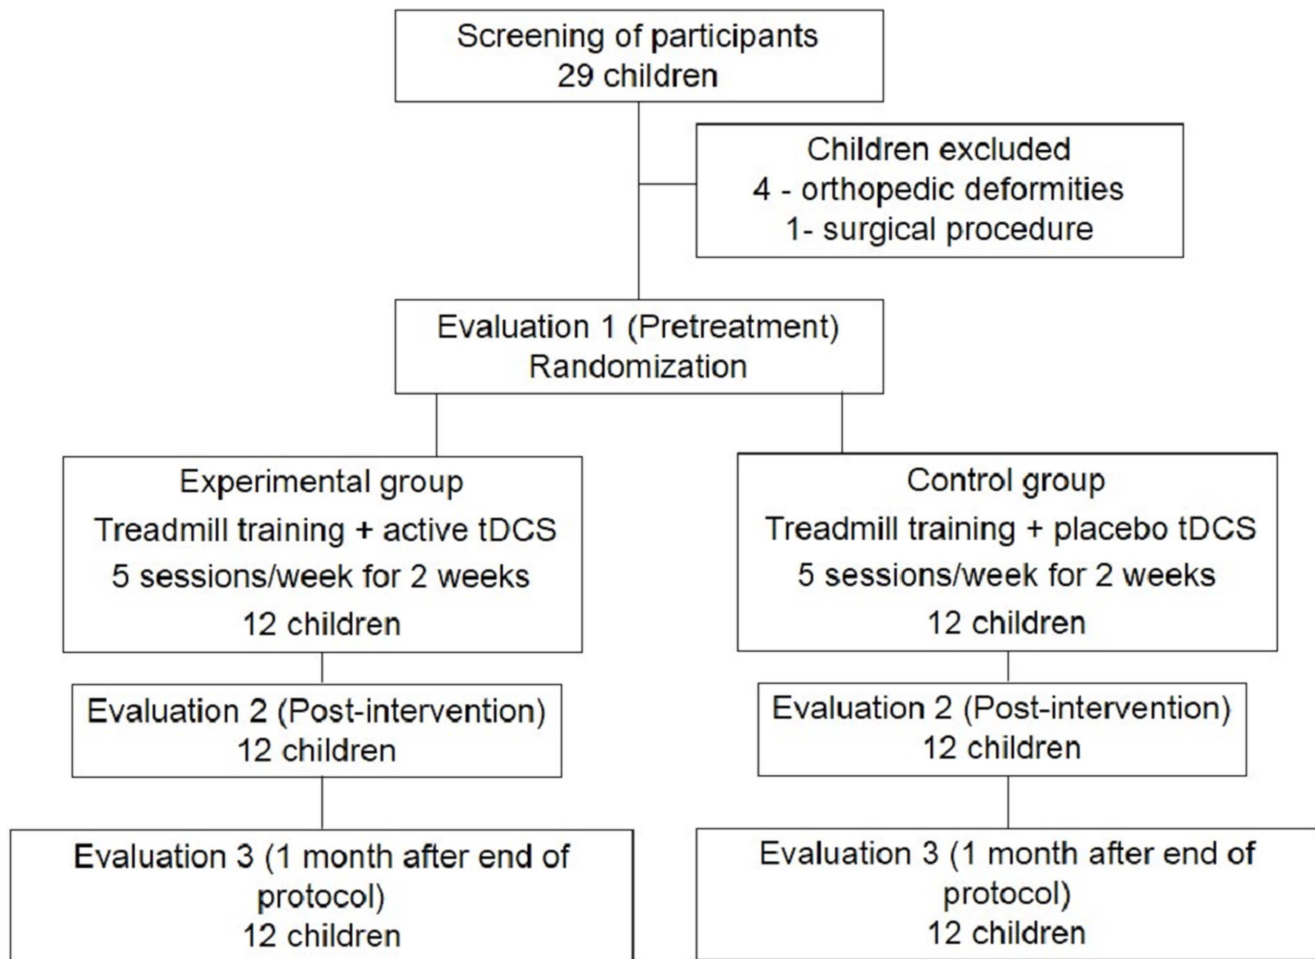 Screening of participants
29 children
Children excluded
4 - orthopedic deformities
1- surgical procedure
Evaluation 1 (Pretreatment)
Randomization
Experimental group
Treadmill training + active tDCS
5 sessions/week for 2 weeks
12 children
Control group
Treadmill training + placebo tDCS
5 sessions/week for 2 weeks
12 children
Evaluation 2 (Post-intervention)
12 children
Evaluation 2 (Post-intervention)
12 children
Evaluation 3 (1 month after end of
protocol)
12 children
Evaluation 3 (1 month after end of
protocol)
12 children